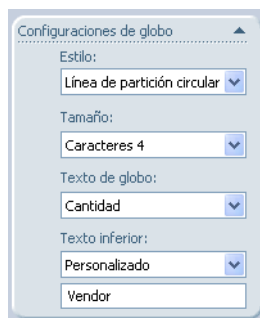 Configuraciones de globo
Estilo:
Línea de partición circular
Tamaño:
Caracteres 4
Texto de globo:
Cantidad
Texto inferior:
Personalizado
Vendor